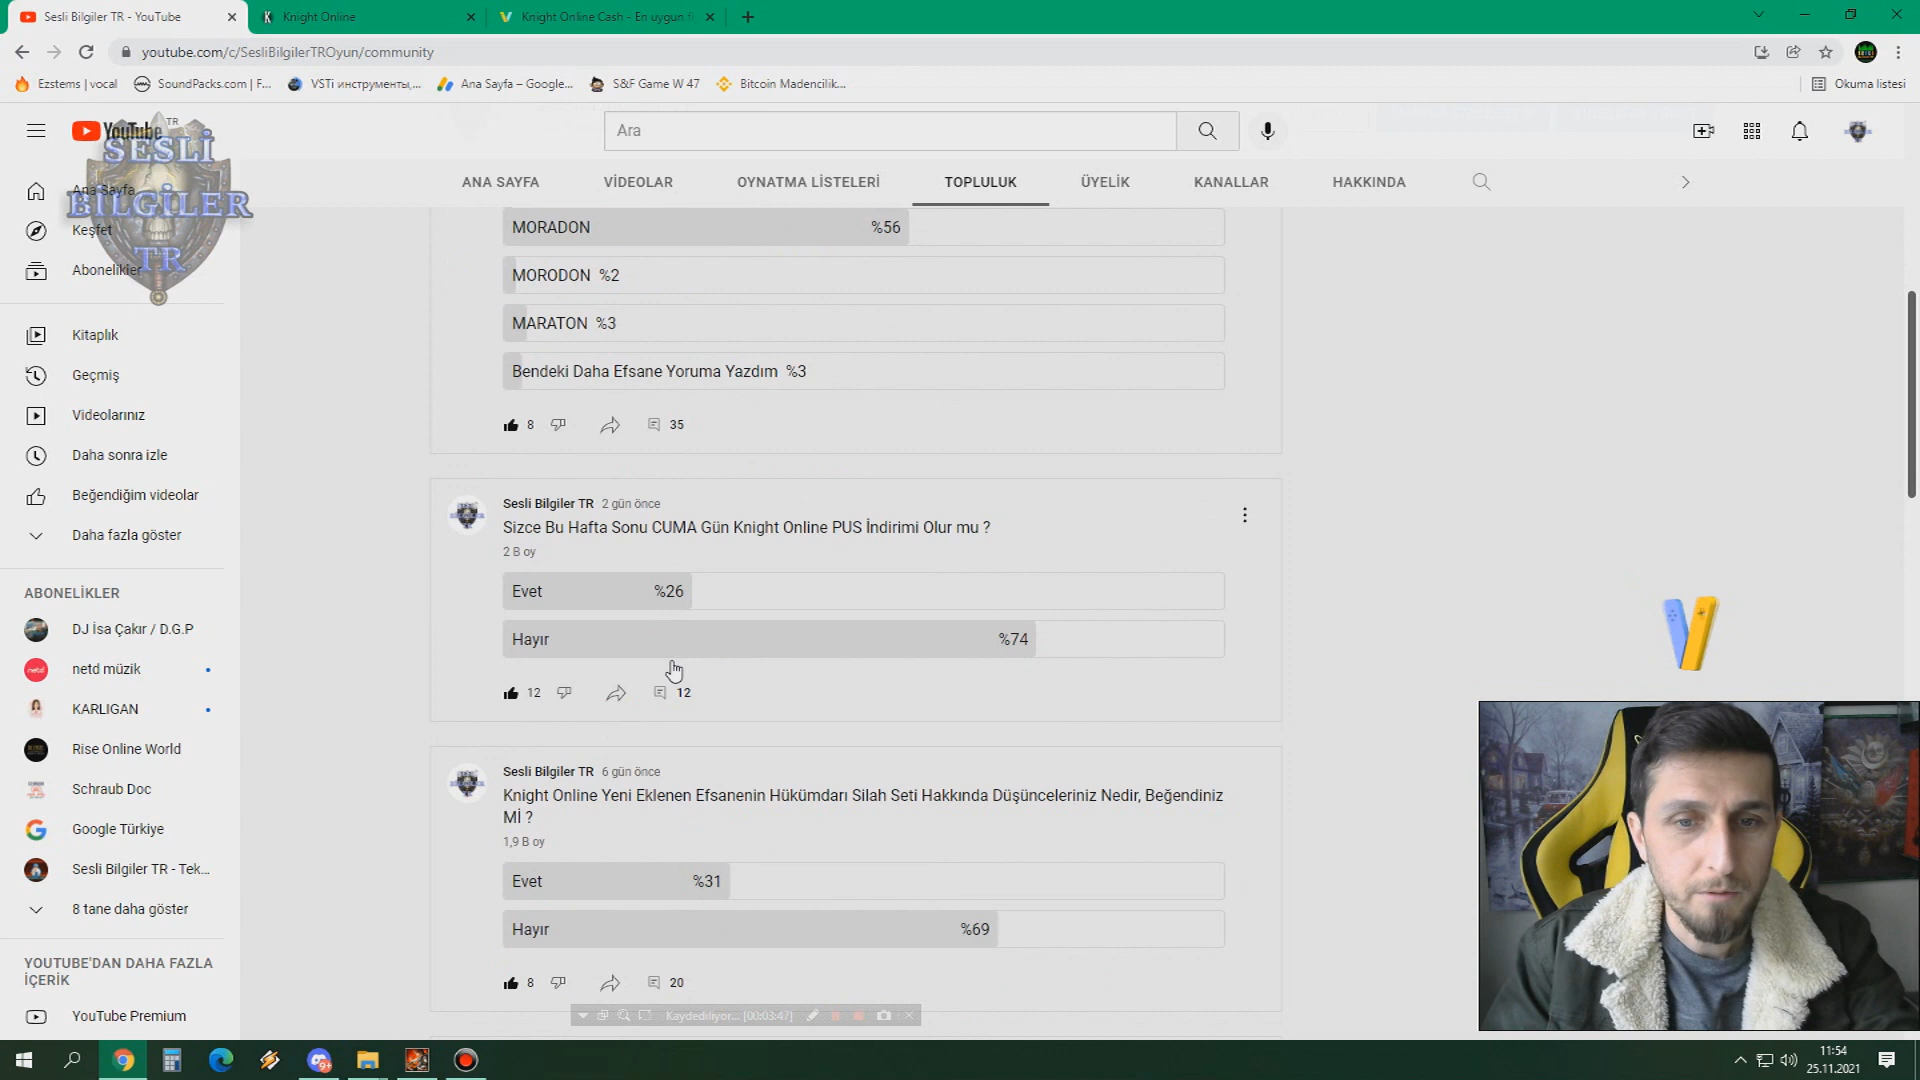 Sesli Bilgiler TR - YouTube
Knight Online
Knight Online Cash - En uygun fi
youtube.com/c/SesliBilgilerTROyun/community
Ezstems | vocal
SoundPacks.com | F...
VSTi инструменты,...
Ana Sayfa – Google...
S&F Game W 47
Bitcoin Madencilik...
Okuma listesi
YouTube TR
Ara
SESLİ
BİLGİLER
TR
ANA SAYFA
VİDEOLAR
OYNATMA LİSTELERİ
TOPLULUK
ÜYELİK
KANALLAR
HAKKINDA
Ana Sayfa
Keşfet
Abonelikler
Kitaplık
Geçmiş
Videolarınız
Daha sonra izle
Beğendiğim videolar
Daha fazla göster
ABONELİKLER
DJ İsa Çakır / D.G.P
netd müzik
KARLIGAN
Rise Online World
Schraub Doc
Google Türkiye
Sesli Bilgiler TR - Tek...
8 tane daha göster
YOUTUBE'DAN DAHA FAZLA
İÇERİK
YouTube Premium
MORADON %56
MORODON %2
MARATON %3
Bendeki Daha Efsane Yoruma Yazdım %3
8 35
Sesli Bilgiler TR 2 gün önce
Sizce Bu Hafta Sonu CUMA Gün Knight Online PUS İndirimi Olur mu ?
2 B oy
Evet %26
Hayır %74
12 12
Sesli Bilgiler TR 6 gün önce
Knight Online Yeni Eklenen Efsanenin Hükümdarı Silah Seti Hakkında Düşünceleriniz Nedir, Beğendiniz
Mİ ?
1,9 B oy
Evet %31
Hayır %69
8 20
Kaydediliyor... [00:03:47]
9+
11:54
25.11.2021